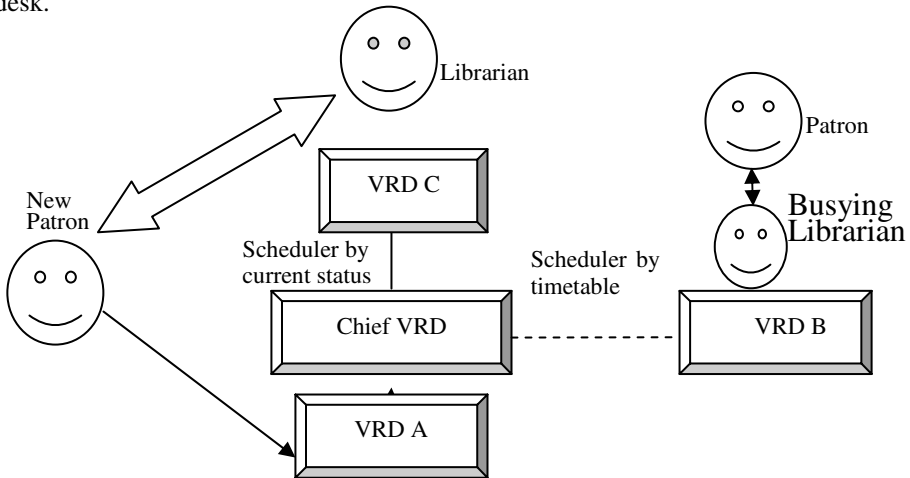 desk.
Librarian
Patron
VRD C
New
Patron
Busying
Librarian
Scheduler by
current status
Scheduler by
timetable
Chief VRD
VRD B
VRD A